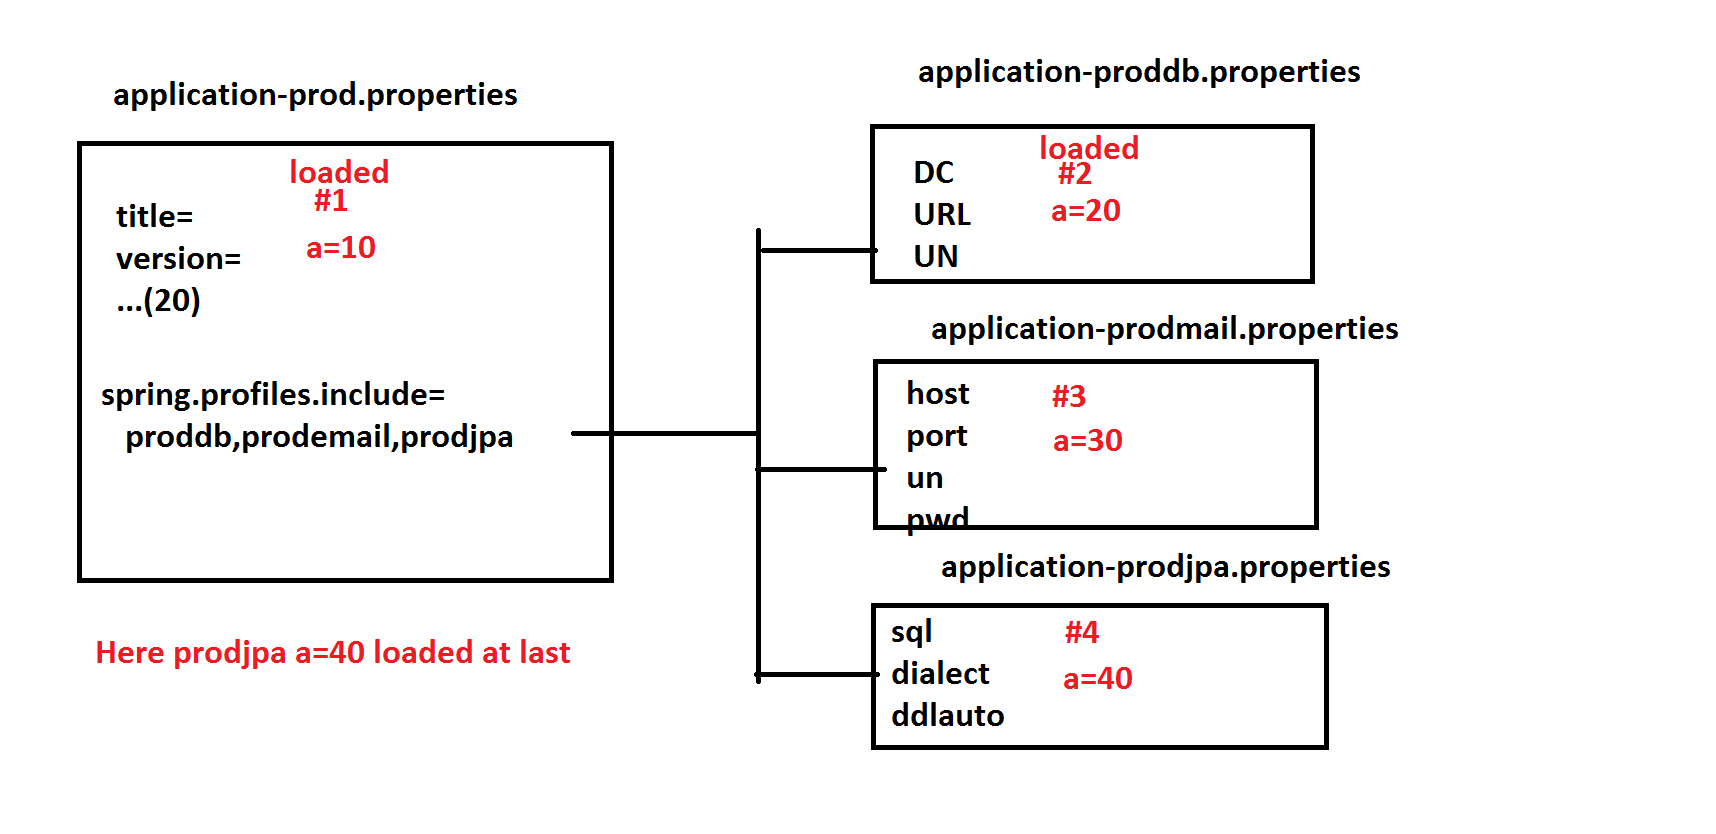 application-prod.properties
loaded
#1
title=
a=10
version=
...(20)
spring.profiles.include=
proddb,prodemail,prodjpa
Here prodjpa a=40 loaded at last
application-proddb.properties
loaded
DC #2
URL a=20
UN
application-prodmail.properties
host #3
port a=30
un
pwd
application-prodjpa.properties
sql #4
dialect a=40
ddlauto